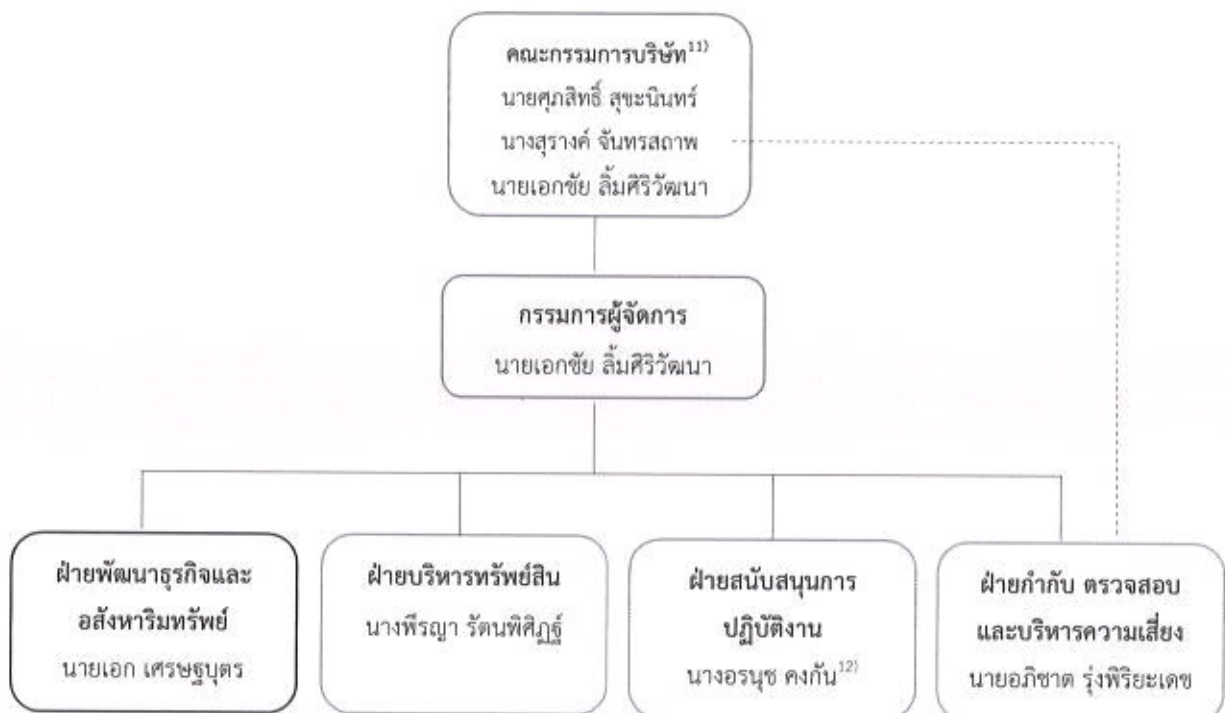 คณะกรรมการบริษัท¹¹⁾
นายศุภสิทธิ์ สุขะนินทร์
นางสุรางค์ จันทรสถาพ
นายเอกชัย ลิ้มศิริวัฒนา
กรรมการผู้จัดการ
นายเอกชัย ลิ้มศิริวัฒนา
ฝ่ายพัฒนาธุรกิจและ
อสังหาริมทรัพย์
นายเอก เศรษฐบุตร
ฝ่ายบริหารทรัพย์สิน
นางพีรญา รัตนพิศิฏฐ์
ฝ่ายสนับสนุนการ
ปฏิบัติงาน
นางอรนุช คงกัน¹²⁾
ฝ่ายกำกับ ตรวจสอบ
และบริหารความเสี่ยง
นายอภิชาต รุ่งพิริยะเดช